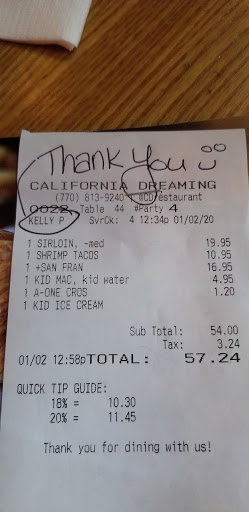 Thank You
CALIFORNIA DREAMING
(770) 813-9240 @CDrestaurant
0022 Table 44 #Party 4
KELLY P SvrCk: 4 12:34p 01/02/20
1 SIRLOIN, -med 19.95
1 SHRIMP TACOS 10.95
1 +SAN FRAN 16.95
1 KID MAC, kid water 4.95
1 A-ONE CROS 1.20
1 KID ICE CREAM
Sub Total: 54.00
Tax: 3.24
01/02 12:58p TOTAL: 57.24
QUICK TIP GUIDE:
18% = 10.30
20% = 11.45
Thank you for dining with us!